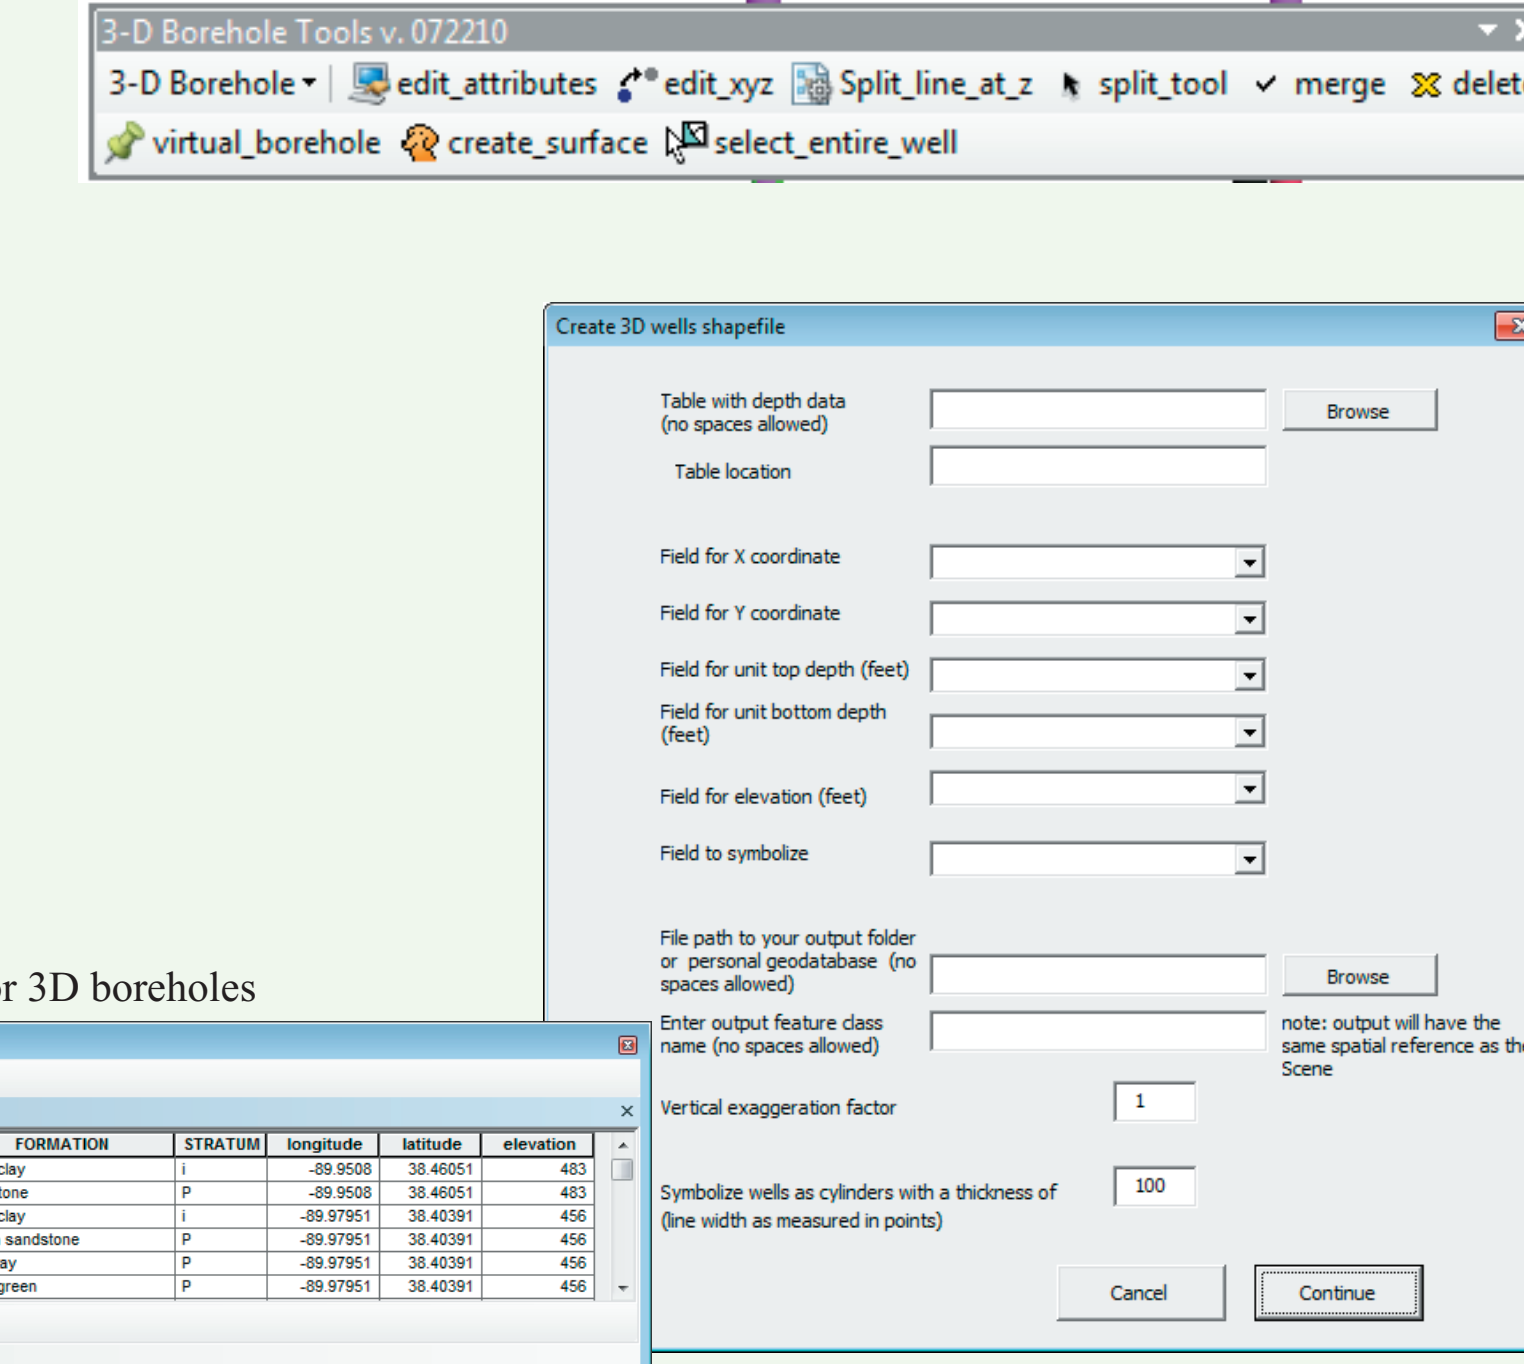 3-D Borehole Tools v. 072210
3-D Borehole edit_attributes edit_xyz Split_line_at_z split_tool merge delet
virtual_borehole create_surface select_entire_well
Create 3D wells shapefile
Table with depth data
(no spaces allowed)
Browse
Table location
Field for X coordinate
Field for Y coordinate
Field for unit top depth (feet)
Field for unit bottom depth
(feet)
Field for elevation (feet)
Field to symbolize
File path to your output folder
or personal geodatabase (no
spaces allowed)
Browse
Enter output feature class
name (no spaces allowed)
note: output will have the
same spatial reference as the
Scene
Vertical exaggeration factor 1
Symbolize wells as cylinders with a thickness of 100
(line width as measured in points)
Cancel Continue
or 3D boreholes
FORMATION STRATUM longitude latitude elevation
clay i -89.9508 38.46051 483
tone P -89.9508 38.46051 483
clay i -89.97951 38.40391 456
sandstone P -89.97951 38.40391 456
ay P -89.97951 38.40391 456
green P -89.97951 38.40391 456